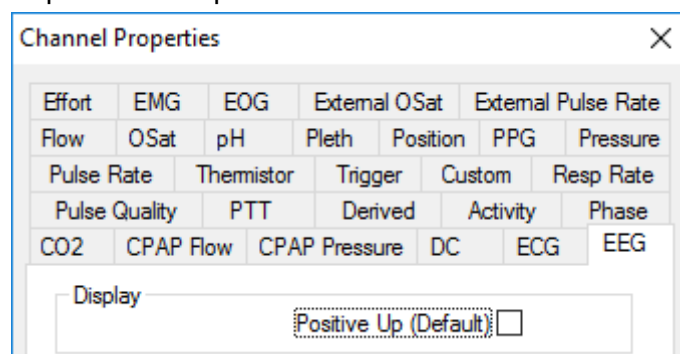 Channel Properties
Effort EMG EOG External OSat External Pulse Rate
Flow OSat pH Pleth Position PPG Pressure
Pulse Rate Thermistor Trigger Custom Resp Rate
Pulse Quality PTT Derived Activity Phase
CO2 CPAP Flow CPAP Pressure DC ECG EEG
Display
Positive Up (Default)